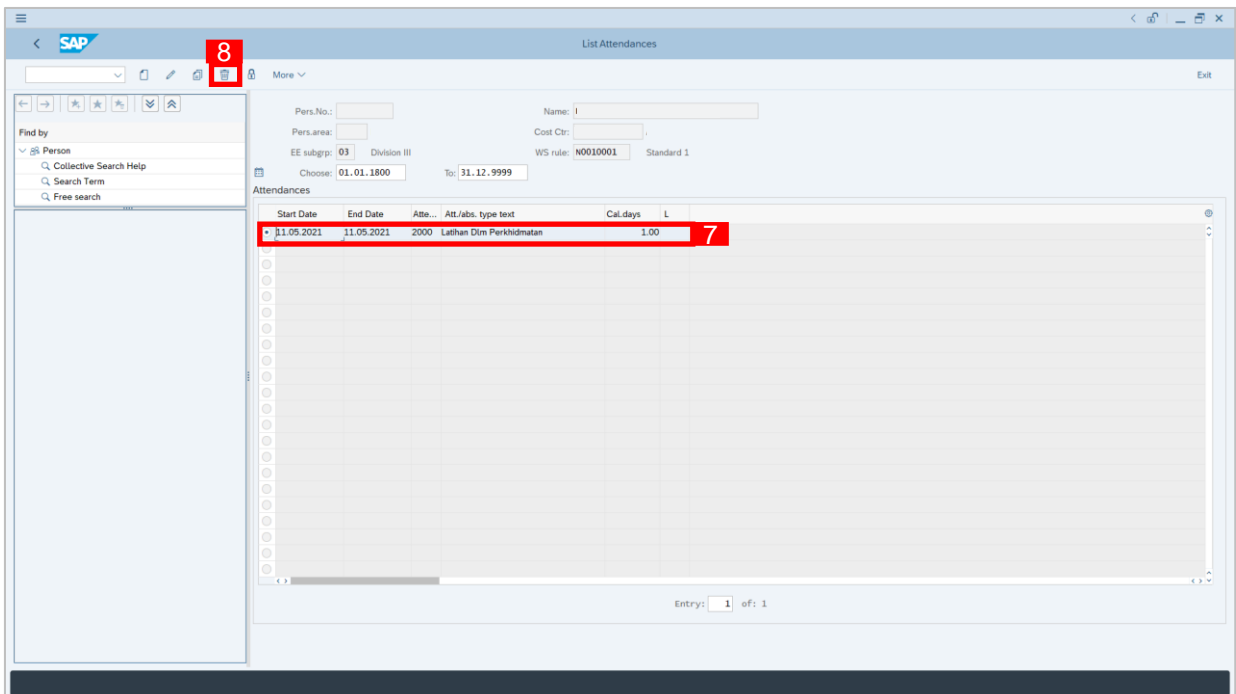 SAP
List Attendances
8
More
Exit
Pers.No.:
Name:
Find by
Pers.area:
Cost Ctr:
Person
EE subgrp: 03 Division III
WS rule: N0010001 Standard 1
Collective Search Help
Choose: 01.01.1800 To: 31.12.9999
Search Term
Free search
Attendances
Start Date End Date Atte... Att./abs. type text Cal.days L
11.05.2021 11.05.2021 2000 Latihan Dlm Perkhidmatan 1.00
7
Entry: 1 of: 1